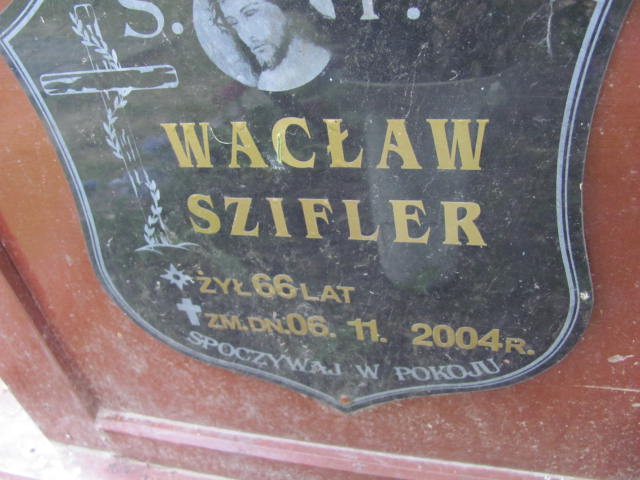 Ś. P.
WACŁAW
SZIFLER
ŻYŁ 66 LAT
ZM. DN. 06. 11. 2004 R.
SPOCZYWAJ W POKOJU